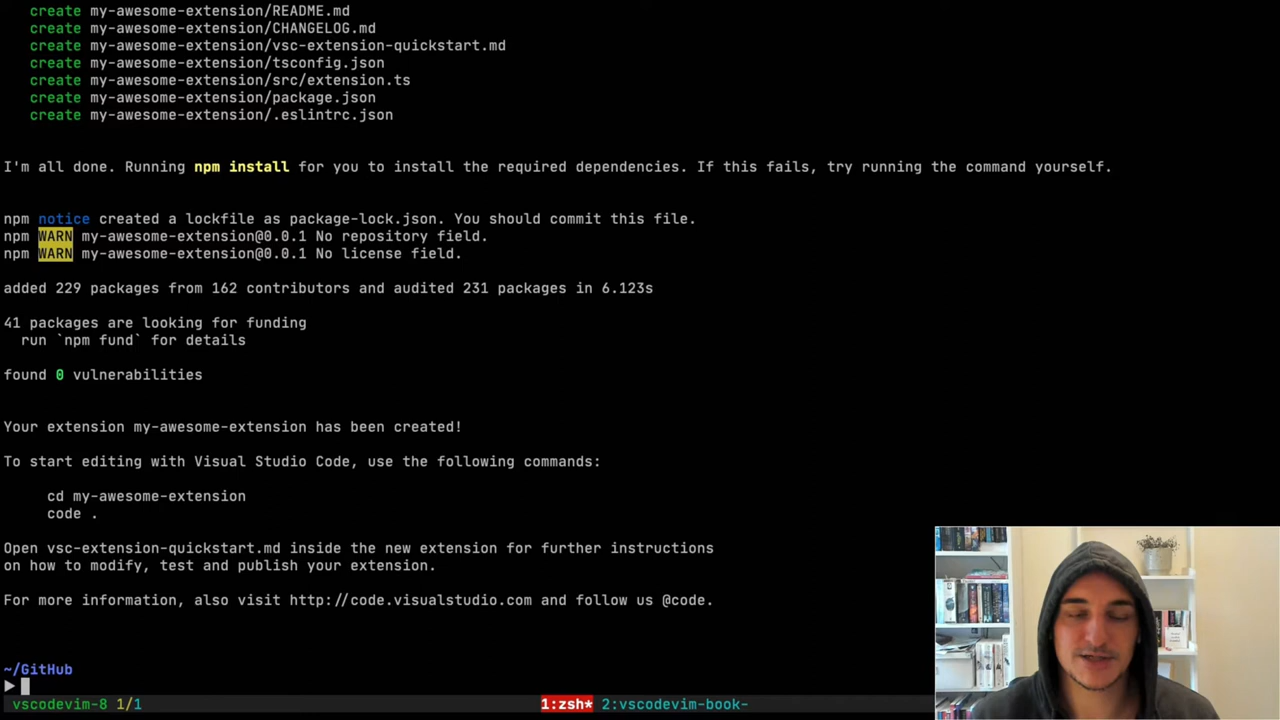 create my-awesome-extension/README.md
create my-awesome-extension/CHANGELOG.md
create my-awesome-extension/vsc-extension-quickstart.md
create my-awesome-extension/tsconfig.json
create my-awesome-extension/src/extension.ts
create my-awesome-extension/package.json
create my-awesome-extension/.eslintrc.json
I'm all done. Running npm install for you to install the required dependencies. If this fails, try running the command yourself.
npm notice created a lockfile as package-lock.json. You should commit this file.
npm WARN my-awesome-extension@0.0.1 No repository field.
npm WARN my-awesome-extension@0.0.1 No license field.
added 229 packages from 162 contributors and audited 231 packages in 6.123s
41 packages are looking for funding
run `npm fund` for details
found 0 vulnerabilities
Your extension my-awesome-extension has been created!
To start editing with Visual Studio Code, use the following commands:
cd my-awesome-extension
code .
Open vsc-extension-quickstart.md inside the new extension for further instructions
on how to modify, test and publish your extension.
For more information, also visit http://code.visualstudio.com and follow us @code.
~/GitHub
vscodevim-8 1/1 1:zsh* 2:vscodevim-book-